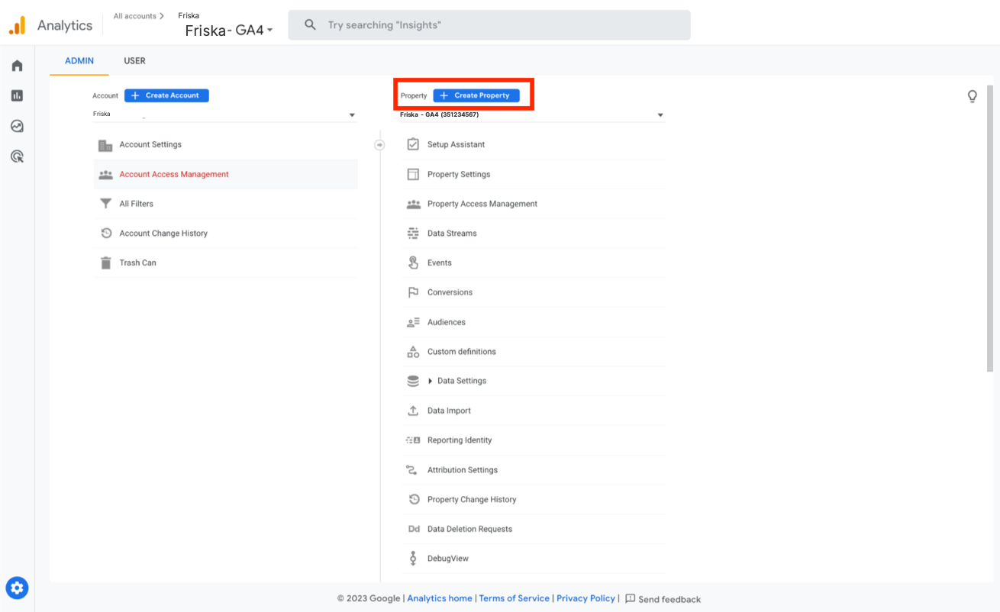 All accounts > Friska
Analytics
Friska- GA4
Try searching "Insights"
ADMIN
USER
Account
+ Create Account
Friska
Account Settings
Account Access Management
All Filters
Account Change History
Trash Can
Property
+ Create Property
Friska - GA4 (351234567)
Setup Assistant
Property Settings
Property Access Management
Data Streams
Events
Conversions
Audiences
Custom definitions
Data Settings
Data Import
Reporting Identity
Attribution Settings
Property Change History
Dd Data Deletion Requests
DebugView
© 2023 Google | Analytics home | Terms of Service | Privacy Policy | Send feedback